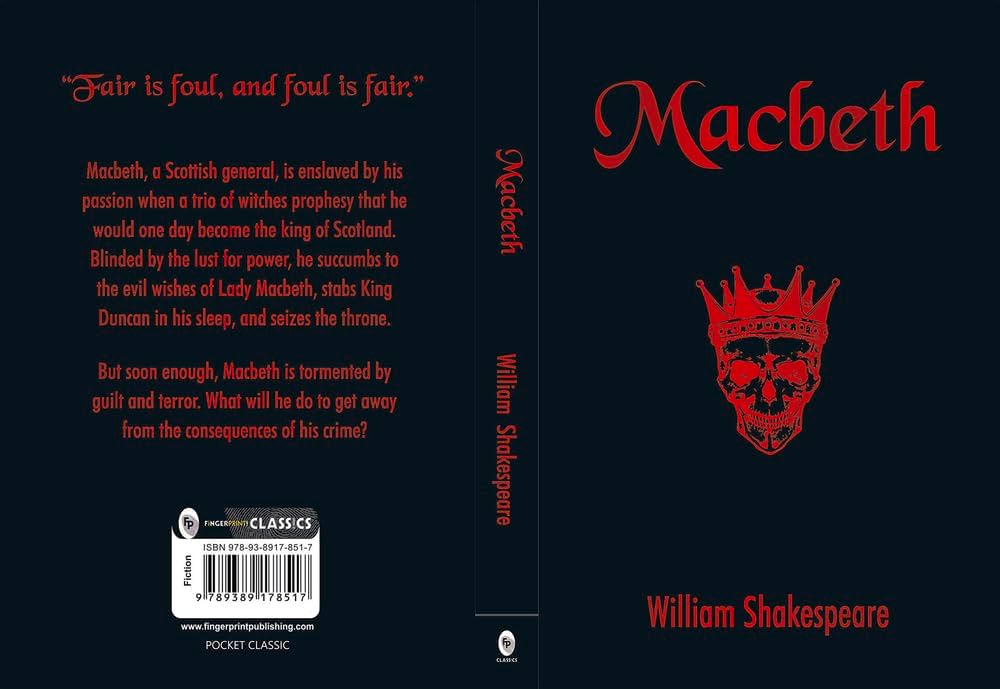 “Fair is foul, and foul is fair.”
Macbeth, a Scottish general, is enslaved by his
passion when a trio of witches prophesy that he
would one day become the king of Scotland.
Blinded by the lust for power, he succumbs to
the evil wishes of Lady Macbeth, stabs King
Duncan in his sleep, and seizes the throne.
But soon enough, Macbeth is tormented by
guilt and terror. What will he do to get away
from the consequences of his crime?
FP FiNGERPRINT! CLASSICS
ISBN 978-93-8917-851-7
Fiction
9 789389 178517
www.fingerprintpublishing.com
POCKET CLASSIC
Macbeth
William Shakespeare
FP
CLASSICS
Macbeth
William Shakespeare